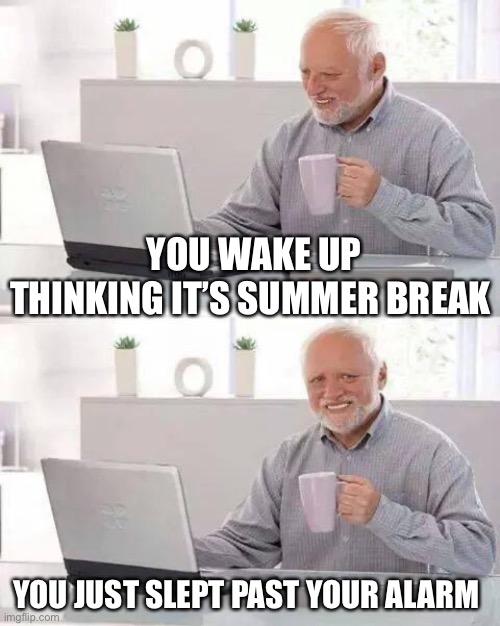 YOU WAKE UP
THINKING IT'S SUMMER BREAK
YOU JUST SLEPT PAST YOUR ALARM
imgflip.com